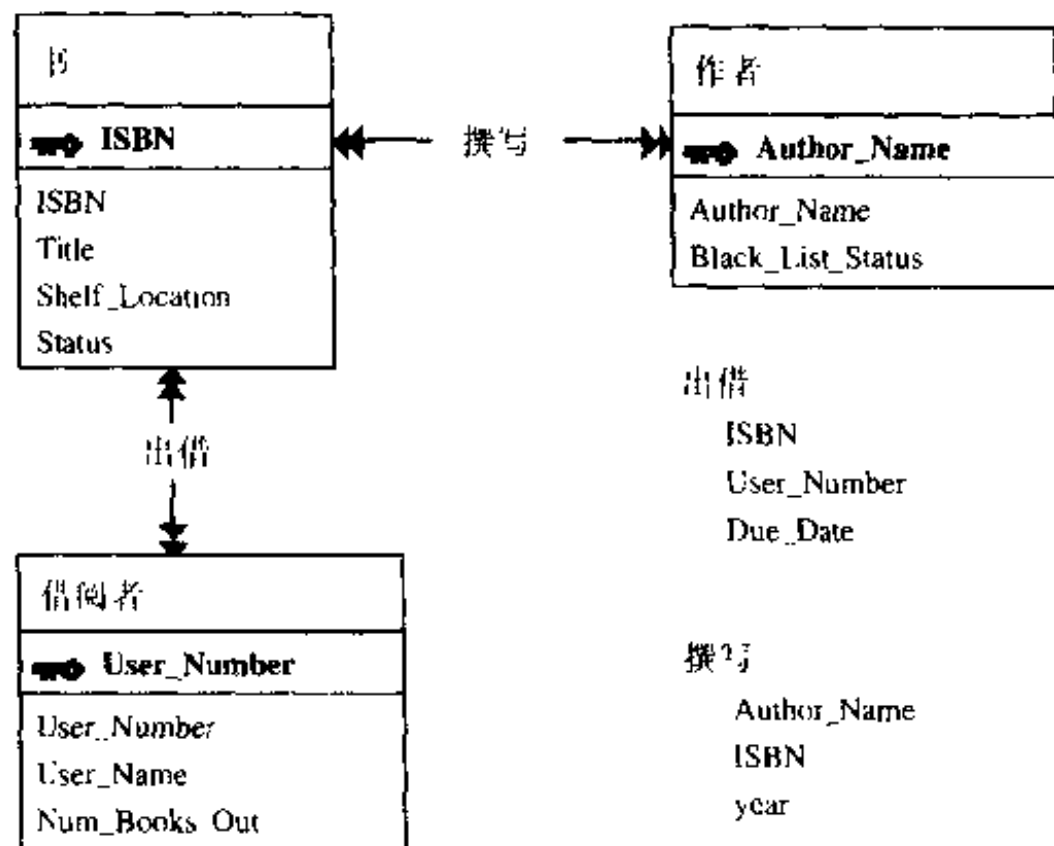 书
ISBN
ISBN
Title
Shelf_Location
Status
撰写
作者
Author_Name
Author_Name
Black_List_Status
出借
借阅者
User_Number
User_Number
User_Name
Num_Books_Out
出借
ISBN
User_Number
Due_Date
撰写
Author_Name
ISBN
year